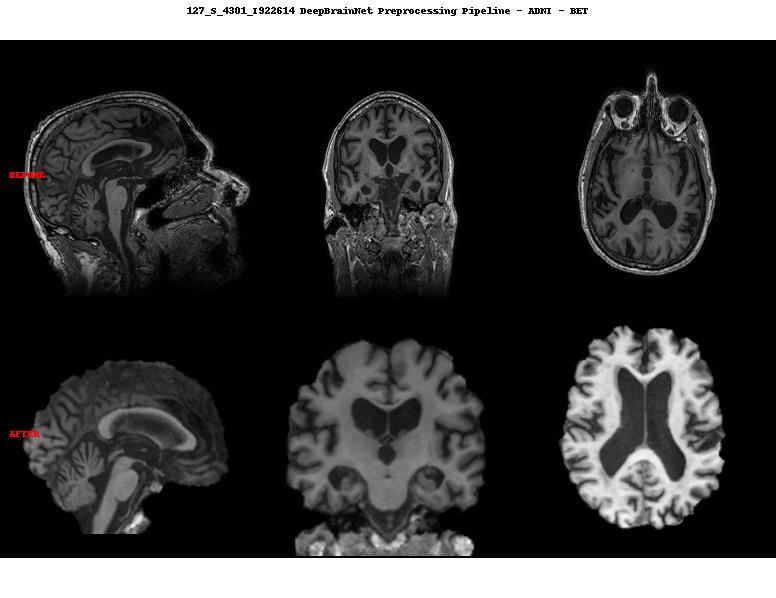 127_S_4301_I922614 DeepBrainNet Preprocessing Pipeline - ADNI - BET
BEFORE
AFTER